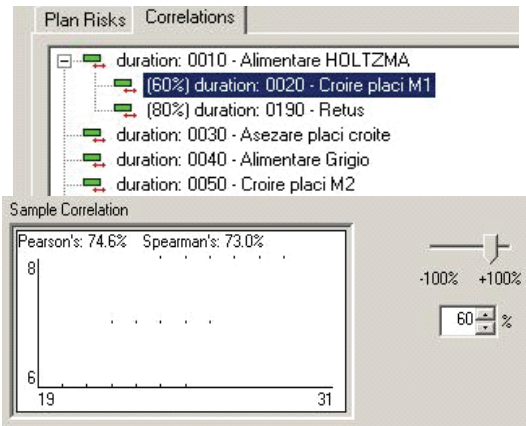 Plan Risks Correlations
duration: 0010 - Alimentare HOLTZMA
(60%) duration: 0020 - Croire placi M1
(80%) duration: 0190 - Retus
duration: 0030 - Asezare placi croite
duration: 0040 - Alimentare Grigio
duration: 0050 - Croire placi M2
Sample Correlation
Pearson's: 74.6% Spearman's: 73.0%
8
6
19 31
-100% +100%
60 %